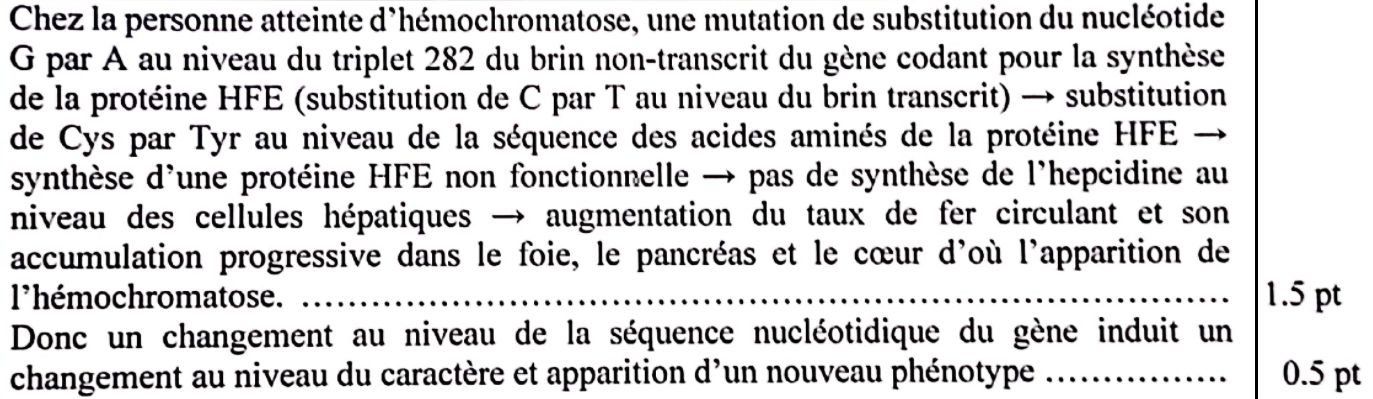 Chez la personne atteinte d'hémochromatose, une mutation de substitution du nucléotide
G par A au niveau du triplet 282 du brin non-transcrit du gène codant pour la synthèse
de la protéine HFE (substitution de C par T au niveau du brin transcrit) → substitution
de Cys par Tyr au niveau de la séquence des acides aminés de la protéine HFE →
synthèse d'une protéine HFE non fonctionnelle → pas de synthèse de l'hepcidine au
niveau des cellules hépatiques → augmentation du taux de fer circulant et son
accumulation progressive dans le foie, le pancréas et le cœur d'où l'apparition de
l'hémochromatose. ........................................................................ 1.5 pt
Donc un changement au niveau de la séquence nucléotidique du gène induit un
changement au niveau du caractère et apparition d'un nouveau phénotype ................ 0.5 pt